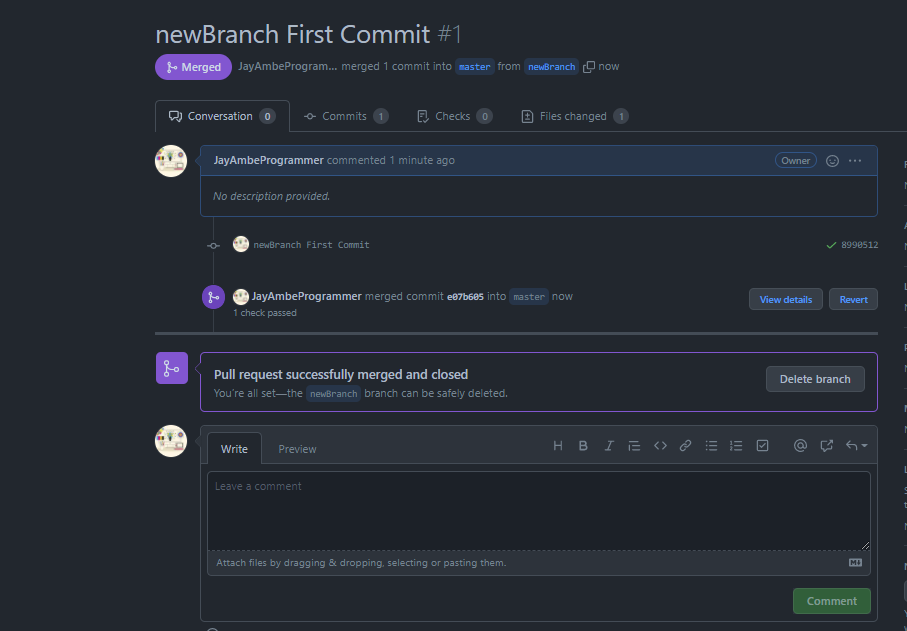 newBranch First Commit #1
Merged JayAmbeProgram... merged 1 commit into master from newBranch now
Conversation 0 Commits 1 Checks 0 Files changed 1
JayAmbeProgrammer commented 1 minute ago Owner
No description provided.
newBranch First Commit 8990512
JayAmbeProgrammer merged commit e07b605 into master now View details Revert
1 check passed
Pull request successfully merged and closed
You're all set—the newBranch branch can be safely deleted.
Delete branch
Write Preview
Leave a comment
Attach files by dragging & dropping, selecting or pasting them.
Comment